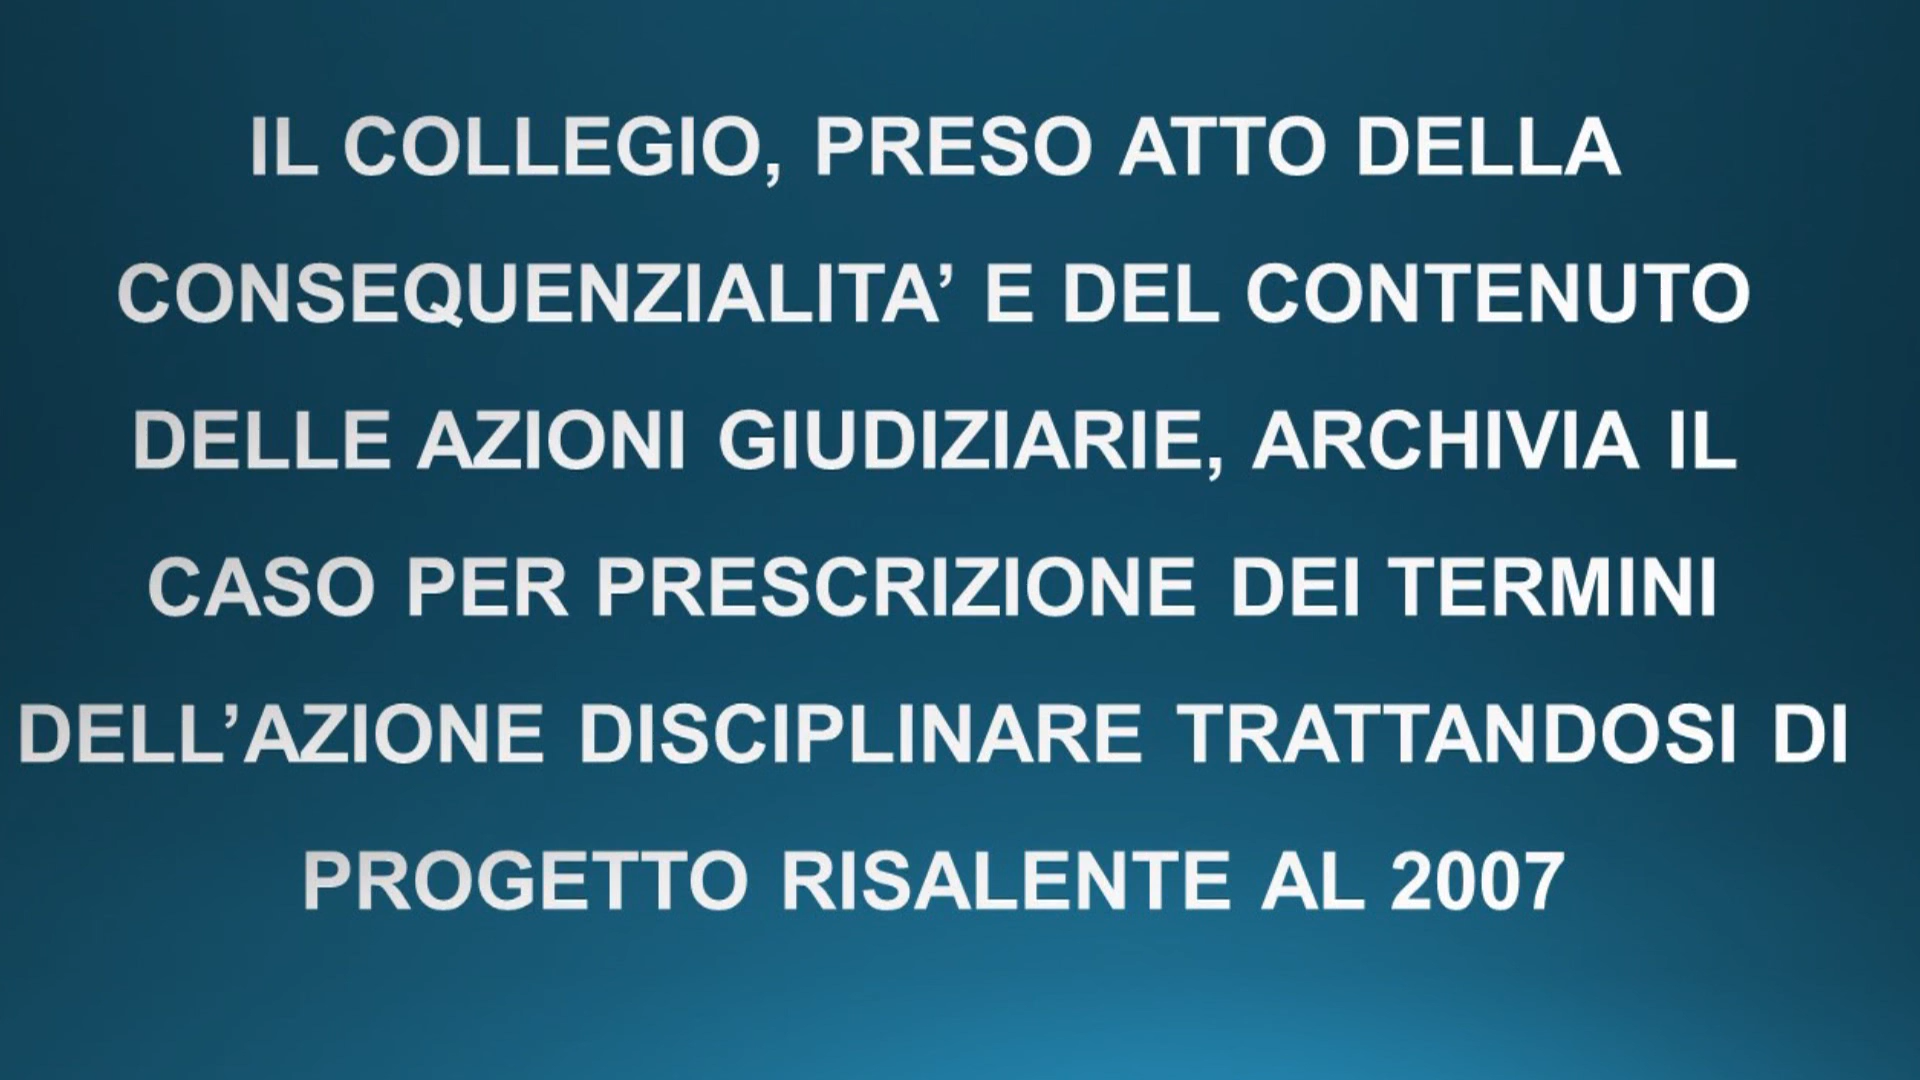 IL COLLEGIO, PRESO ATTO DELLA
CONSEQUENZIALITA’ E DEL CONTENUTO
DELLE AZIONI GIUDIZIARIE, ARCHIVIA IL
CASO PER PRESCRIZIONE DEI TERMINI
DELL’AZIONE DISCIPLINARE TRATTANDOSI DI
PROGETTO RISALENTE AL 2007